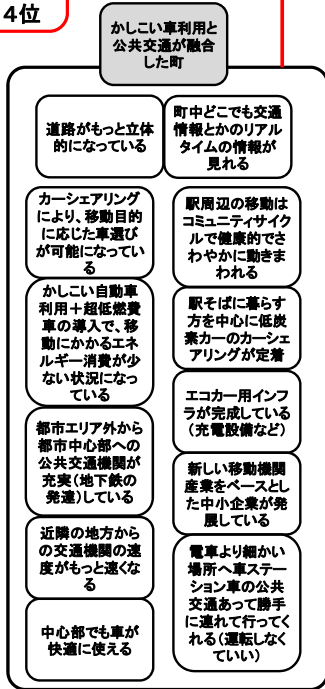 4位
かしこい車利用と
公共交通が融合
した町
道路がもっと立体
的になっている
町中どこでも交通
情報とかのリアル
タイムの情報が
見れる
カーシェアリング
により、移動目的
に応じた車選び
が可能になってい
る
駅周辺の移動は
コミュニティサイク
ルで健康的でさ
わやかに動きま
われる
かしこい自動車
利用＋超低燃費
車の導入で、移
動にかかるエネ
ルギー消費が少
ない状況になっ
ている
駅そばに暮らす
方を中心に低炭
素カーのカーシェ
アリングが定着
エコカー用インフ
ラが完成している
（充電設備など）
都市エリア外から
都市中心部への
公共交通機関が
充実（地下鉄の
発達）している
新しい移動機関
産業をベースとし
た中小企業が発
展している
近隣の地方から
の交通機関の速
度がもっと速くな
る
電車より細かい
場所へ車ステー
ション車の公共
交通あって勝手
に連れて行ってく
れる（運転しなく
ていい）
中心部でも車が
快適に使える